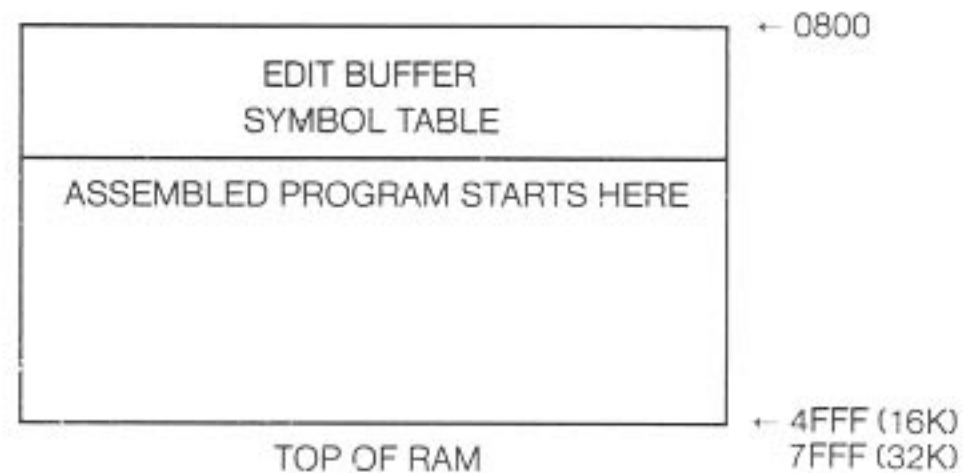 ← 0800
EDIT BUFFER
SYMBOL TABLE
ASSEMBLED PROGRAM STARTS HERE
← 4FFF (16K)
TOP OF RAM 7FFF (32K)